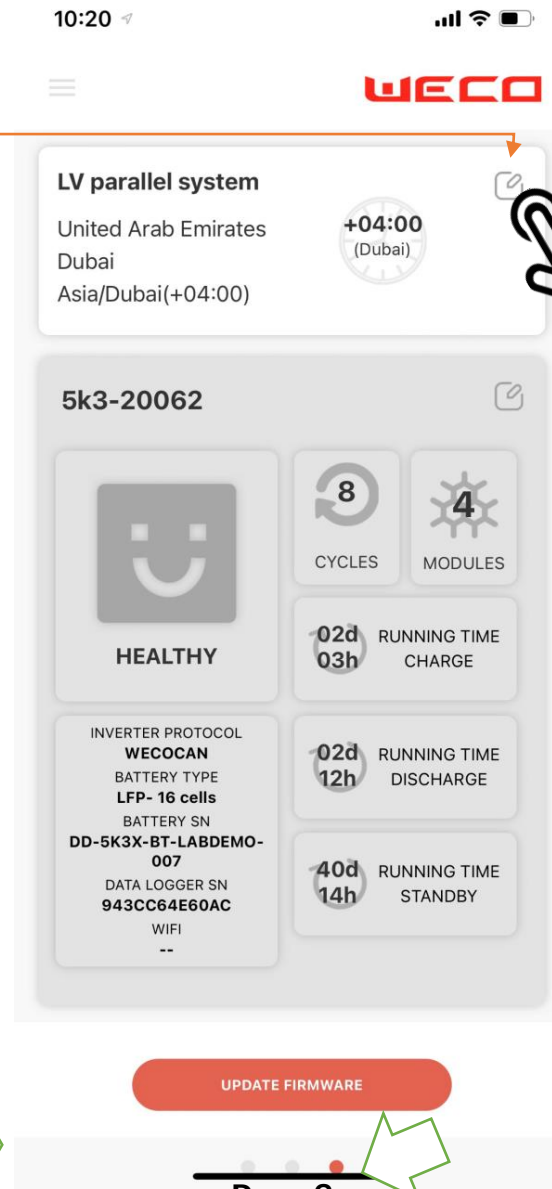 10:20
WECO
LV parallel system
United Arab Emirates
Dubai
Asia/Dubai(+04:00)
+04:00
(Dubai)
5k3-20062
HEALTHY
8
CYCLES
4
MODULES
02d
03h
RUNNING TIME
CHARGE
INVERTER PROTOCOL
WECOCAN
BATTERY TYPE
LFP- 16 cells
BATTERY SN
DD-5K3X-BT-LABDEMO-
007
DATA LOGGER SN
943CC64E60AC
WIFI
--
02d
12h
RUNNING TIME
DISCHARGE
40d
14h
RUNNING TIME
STANDBY
UPDATE FIRMWARE